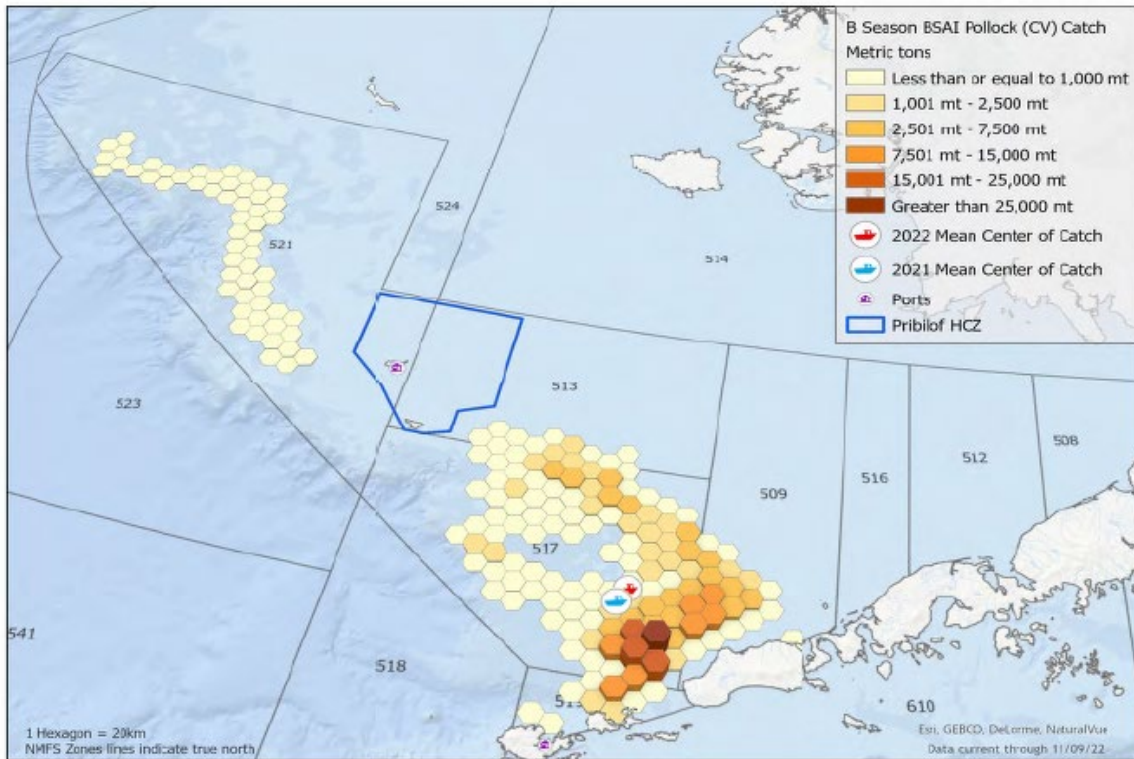 B Season BSAI Pollock (CV) Catch
Metric tons
Less than or equal to 1,000 mt
1,001 mt - 2,500 mt
2,501 mt - 7,500 mt
7,501 mt - 15,000 mt
15,001 mt - 25,000 mt
Greater than 25,000 mt
2022 Mean Center of Catch
2021 Mean Center of Catch
Ports
Pribilof HCZ
524
521
514
513
523
508
512
516
509
517
541
518
610
1 Hexagon = 20km
NMFS Zones lines indicate true north
Esri, GEBCO, DeLorme, NaturalVue
Data current through 11/09/22